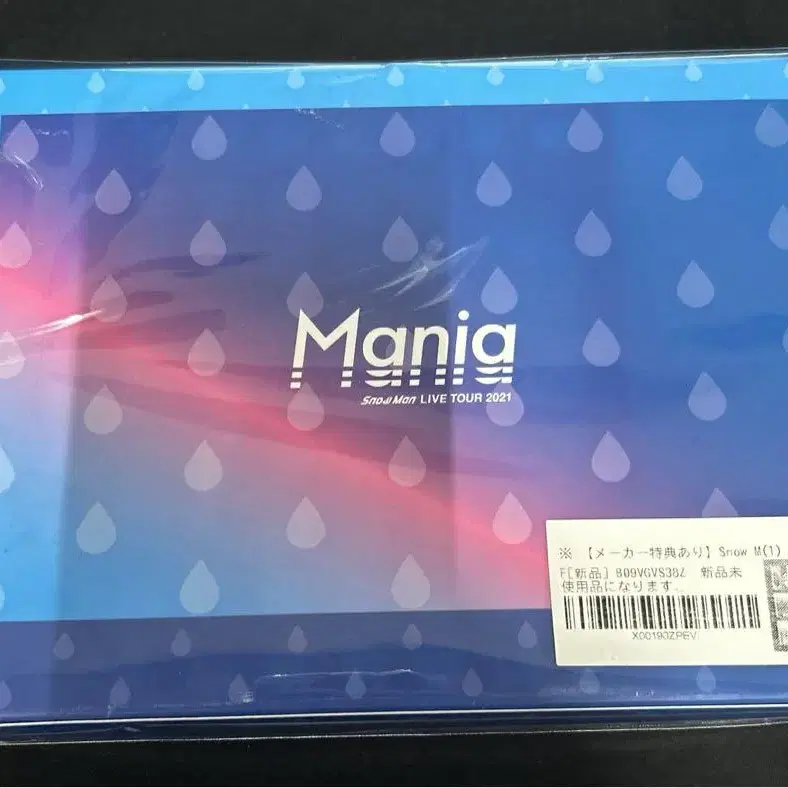 Mania
Snow Man LIVE TOUR 2021
※ 【メーカー特典あり】Snow M(1)
F[新品] B09VGVS38Z 新品未
使用品になります。
X00190ZPEV